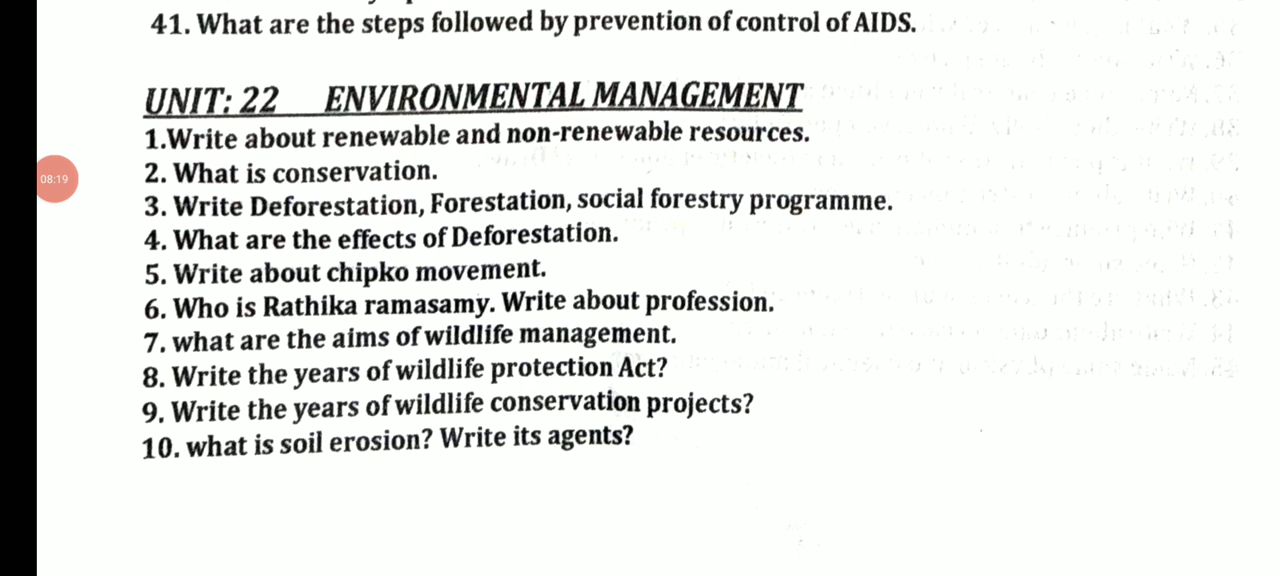 41. What are the steps followed by prevention of control of AIDS.
UNIT: 22 ENVIRONMENTAL MANAGEMENT
1.Write about renewable and non-renewable resources.
2. What is conservation.
08:19
3. Write Deforestation, Forestation, social forestry programme.
4. What are the effects of Deforestation.
5. Write about chipko movement.
6. Who is Rathika ramasamy. Write about profession.
7. what are the aims of wildlife management.
8. Write the years of wildlife protection Act?
9. Write the years of wildlife conservation projects?
10. what is soil erosion? Write its agents?